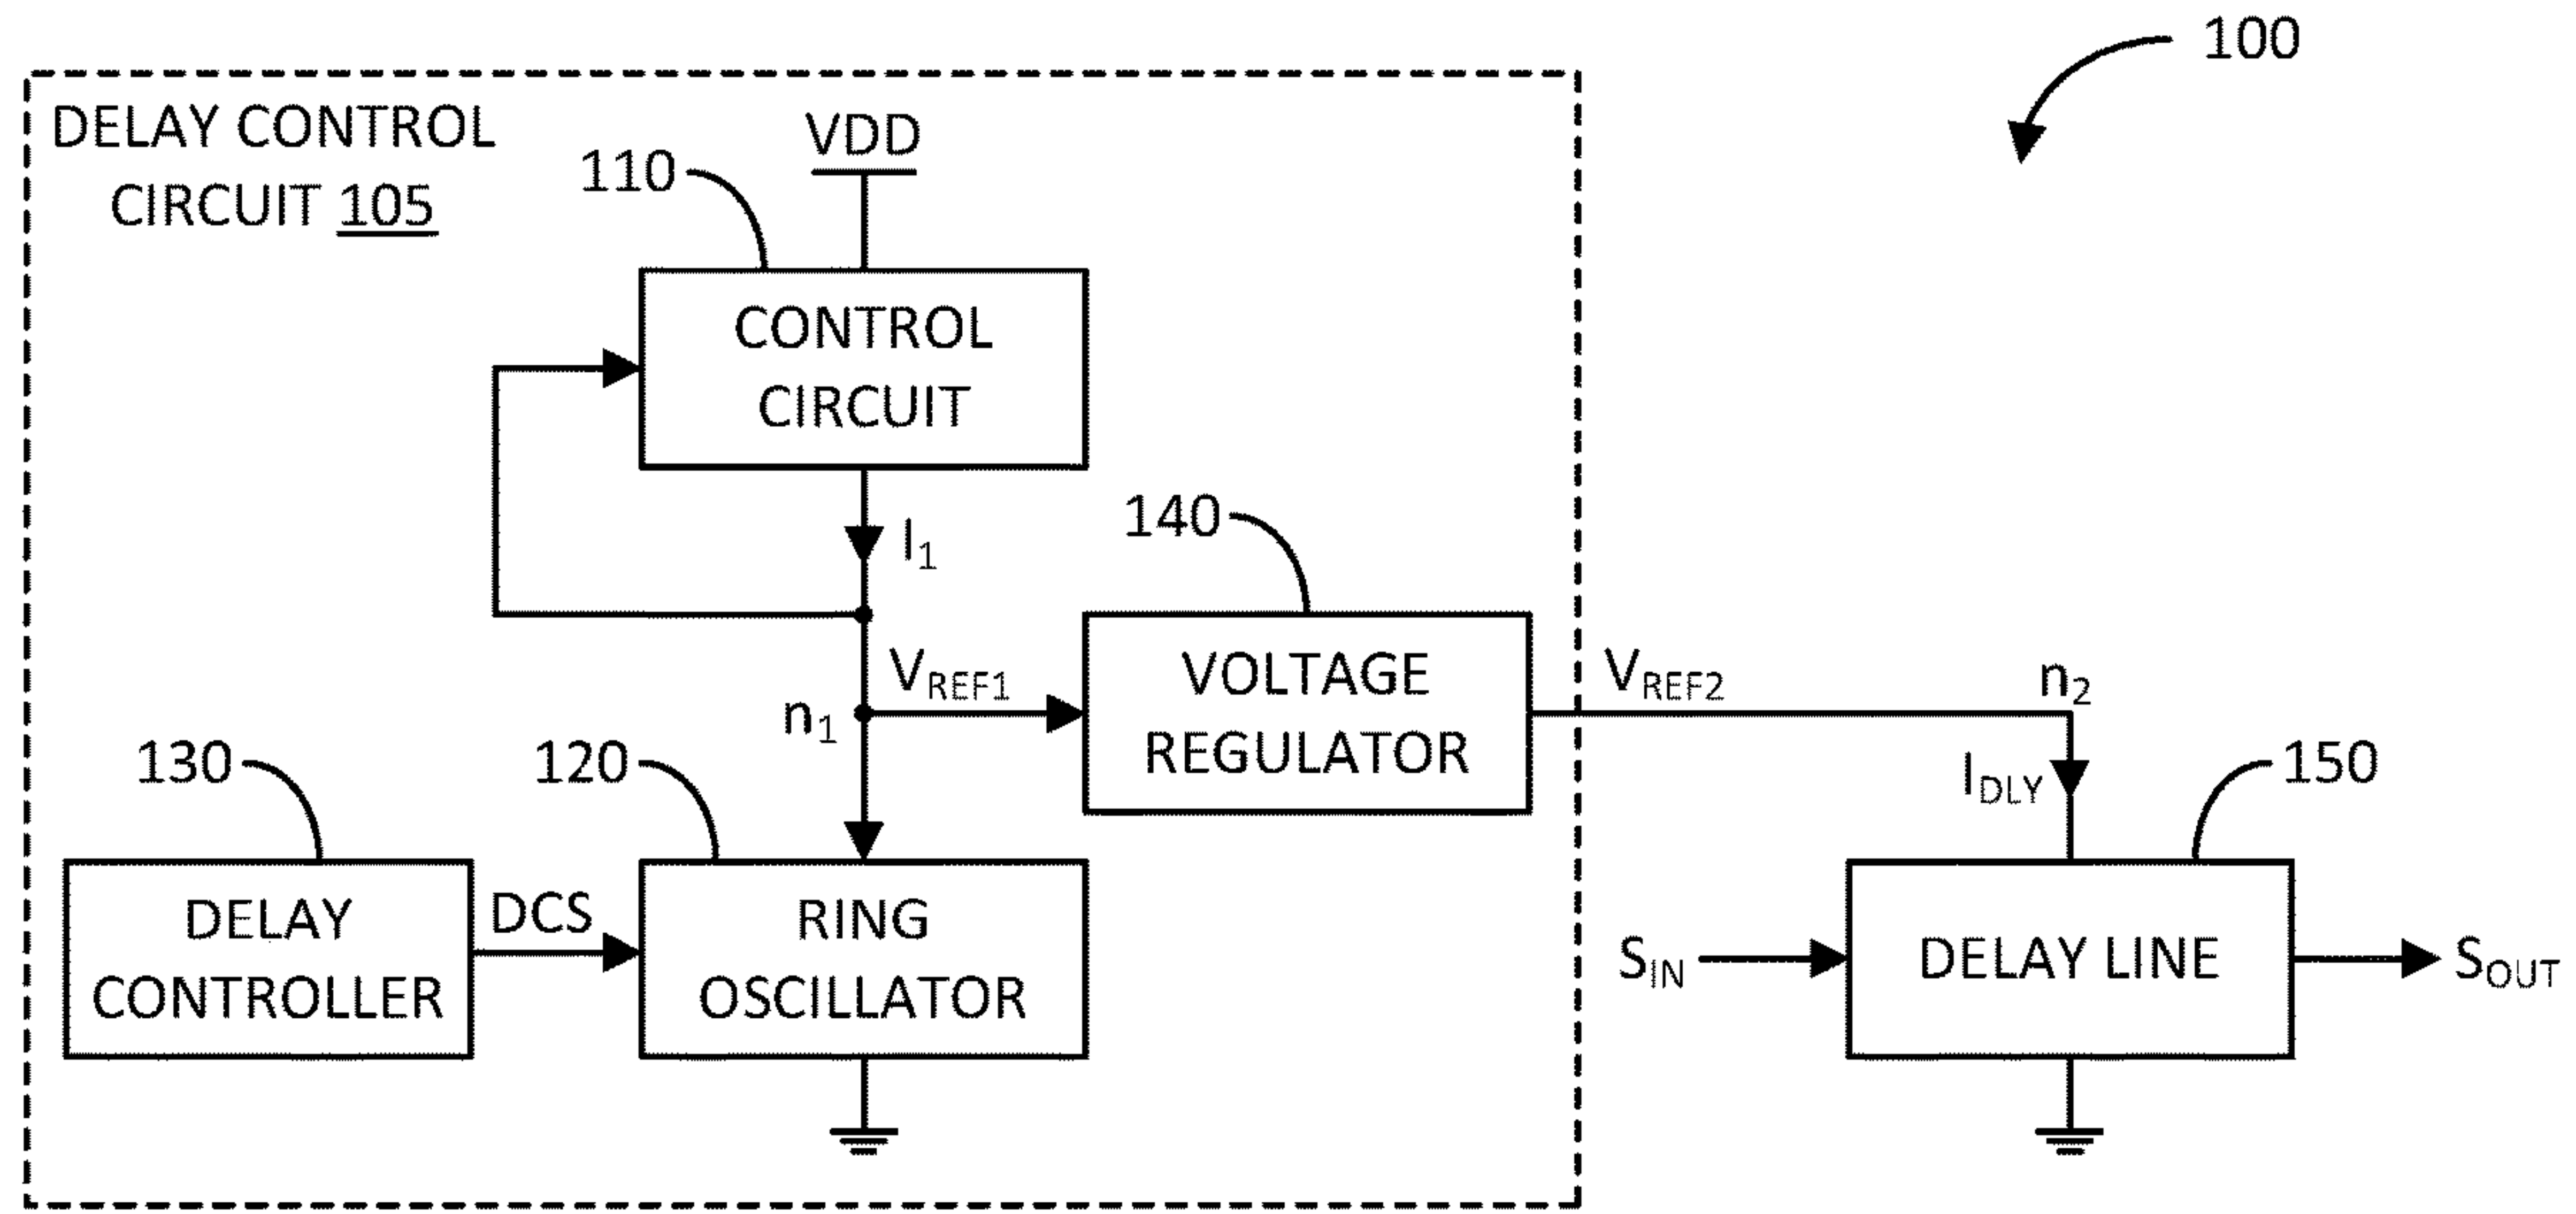 100
DELAY CONTROL
CIRCUIT 105
VDD
110
CONTROL
CIRCUIT
I1
140
VREF1
n1
VOLTAGE
REGULATOR
VREF2
n2
IDLY
150
130
120
DELAY
CONTROLLER
DCS
RING
OSCILLATOR
SIN
DELAY LINE
SOUT